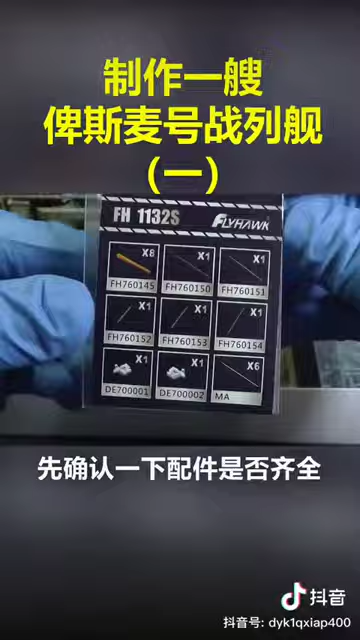 制作一艘
俾斯麦号战列舰
（一）
FH 1132S
FLYHAWK
X8
X1
X1
FH760145
FH760150
FH760151
X1
X1
X1
FH760152
FH760153
FH760154
X1
X1
X6
DE700001
DE700002
MA
先确认一下配件是否齐全
抖音
抖音号: dyk1qxiap400